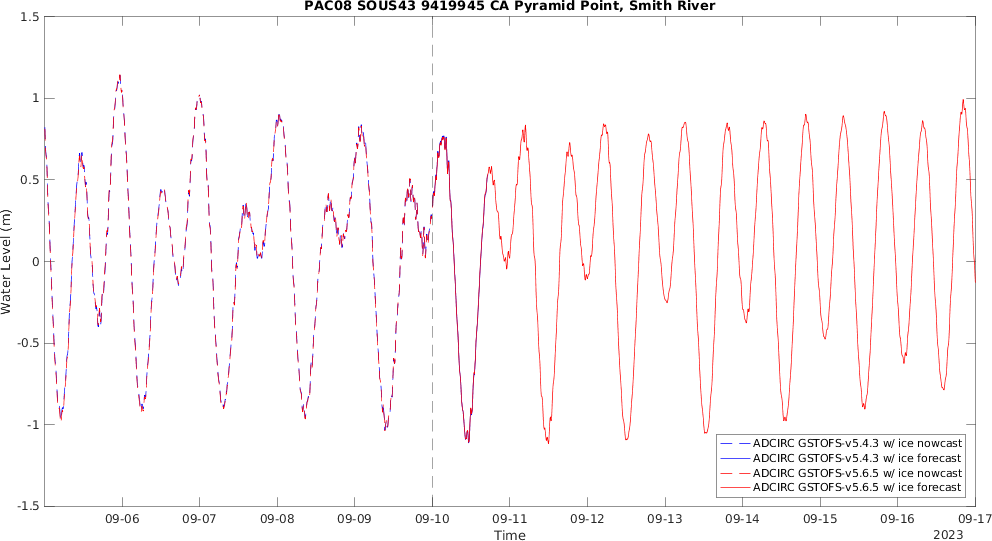 PAC08 SOUS43 9419945 CA Pyramid Point, Smith River
1.5
1
0.5
0
-0.5
-1
-1.5
Water Level (m)
ADCIRC GSTOFS-v5.4.3 w/ ice nowcast
ADCIRC GSTOFS-v5.4.3 w/ ice forecast
ADCIRC GSTOFS-v5.6.5 w/ ice nowcast
ADCIRC GSTOFS-v5.6.5 w/ ice forecast
09-06 09-07 09-08 09-09 09-10 09-11 09-12 09-13 09-14 09-15 09-16 09-17
Time
2023